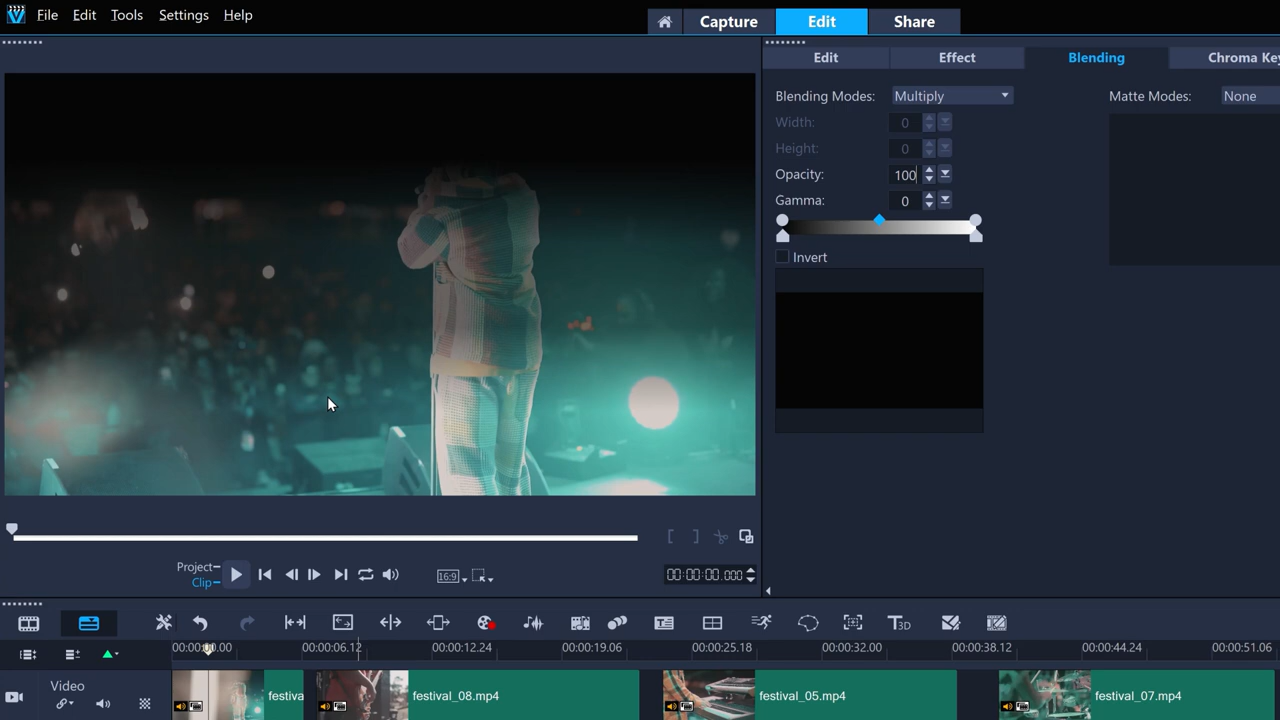 File Edit Tools Settings Help
Capture Edit Share
Edit Effect Blending Chroma Key
Blending Modes: Multiply
Matte Modes: None
Width: 0
Height: 0
Opacity: 100
Gamma: 0
Invert
Project
Clip
16:9
00:00:00.000
T3D
00:00:00.00 00:00:06.12 00:00:12.24 00:00:19.06 00:00:25.18 00:00:32.00 00:00:38.12 00:00:44.24 00:00:51.06
Video
festiva festival_08.mp4 festival_05.mp4 festival_07.mp4